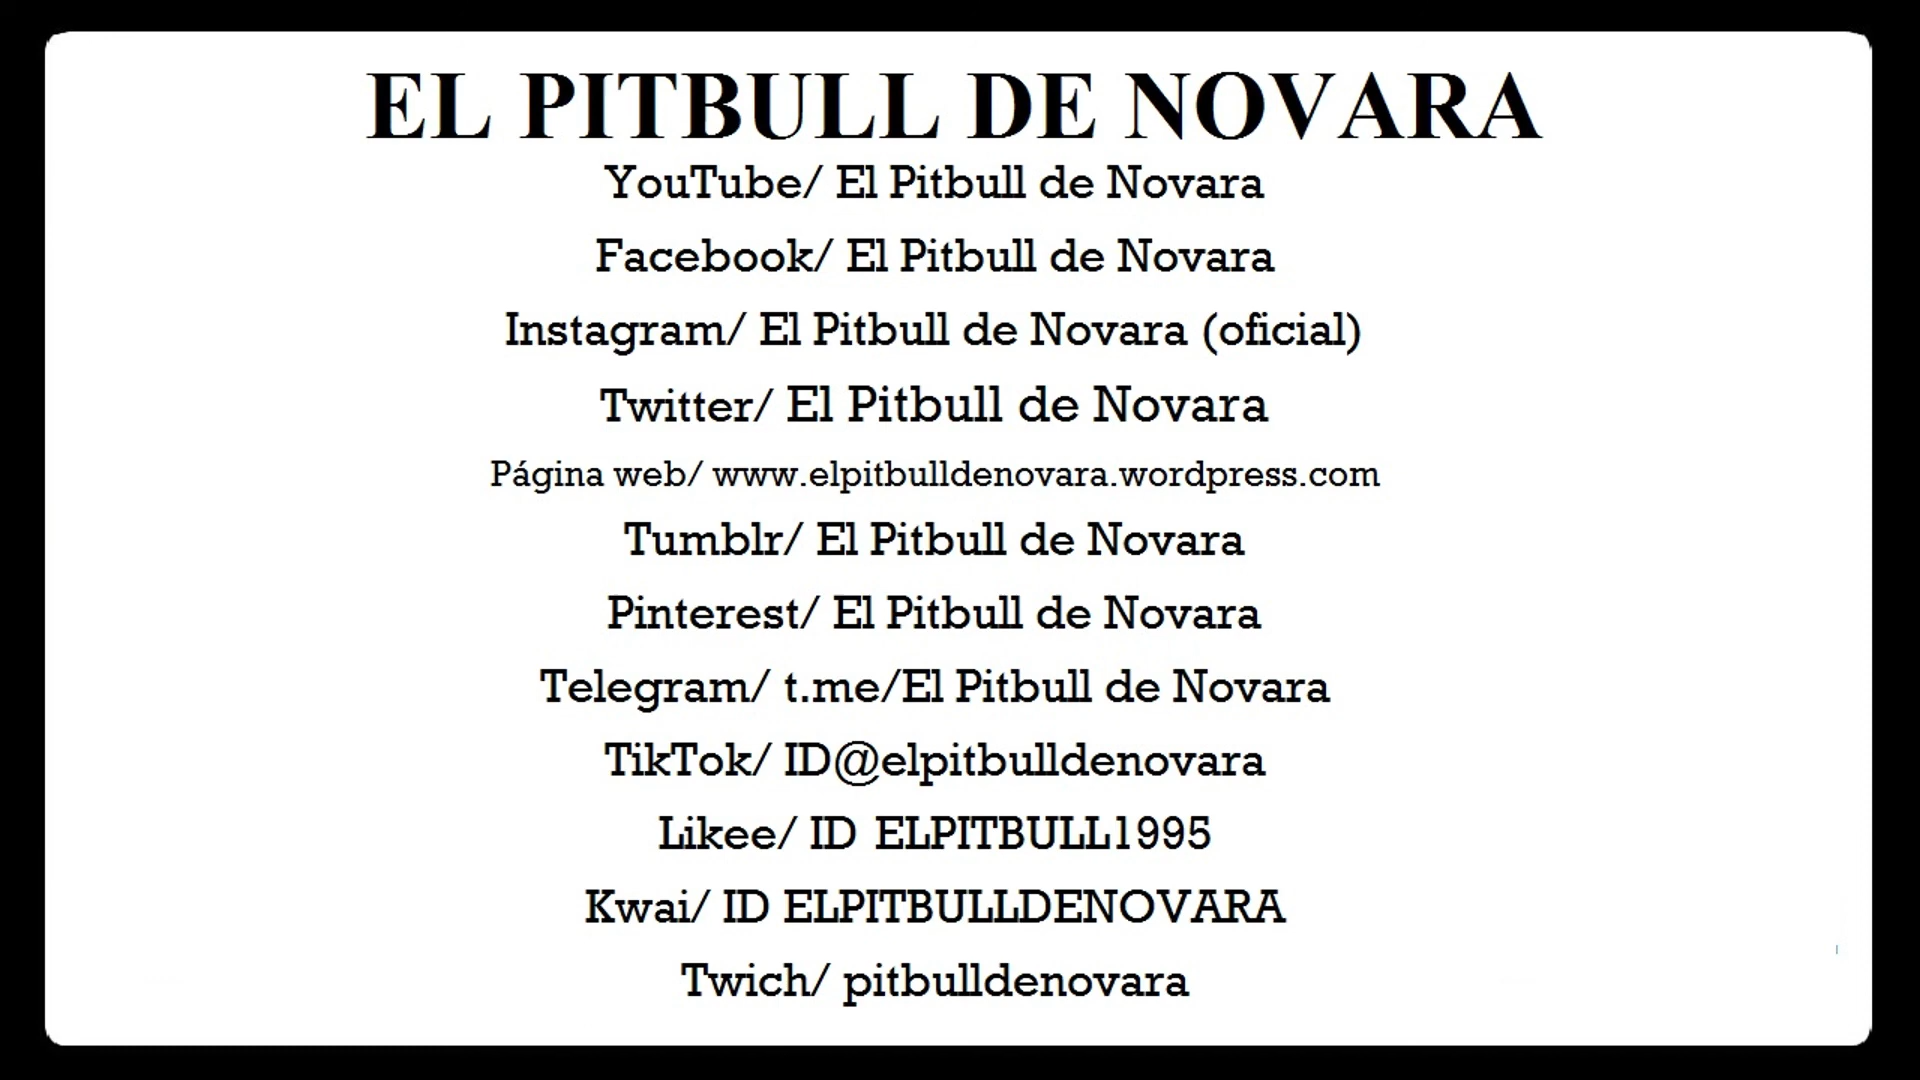 EL PITBULL DE NOVARA
YouTube/ El Pitbull de Novara
Facebook/ El Pitbull de Novara
Instagram/ El Pitbull de Novara (oficial)
Twitter/ El Pitbull de Novara
Página web/ www.elpitbulldenovara.wordpress.com
Tumblr/ El Pitbull de Novara
Pinterest/ El Pitbull de Novara
Telegram/ t.me/El Pitbull de Novara
TikTok/ ID@elpitbulldenovara
Likee/ ID ELPITBULL1995
Kwai/ ID ELPITBULLDENOVARA
Twich/ pitbulldenovara